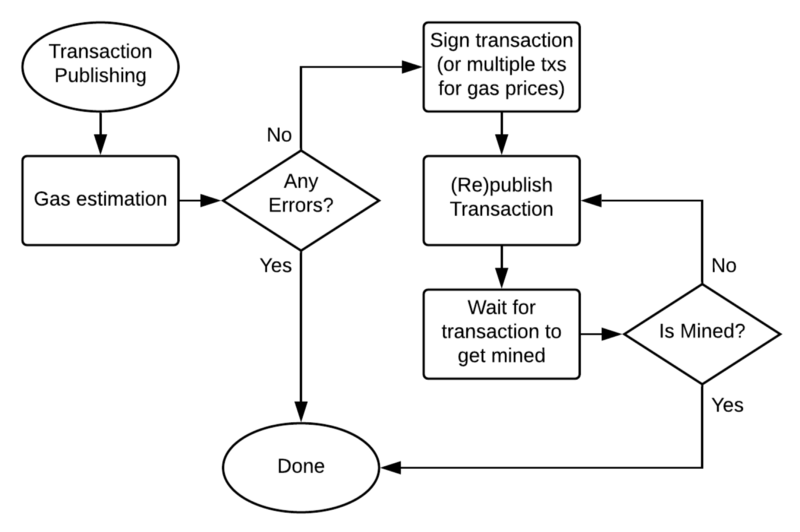 Transaction
Publishing
Gas estimation
No
Any
Errors?
Yes
Sign transaction
(or multiple txs
for gas prices)
(Re)publish
Transaction
Wait for
transaction to
get mined
No
Is Mined?
Yes
Done